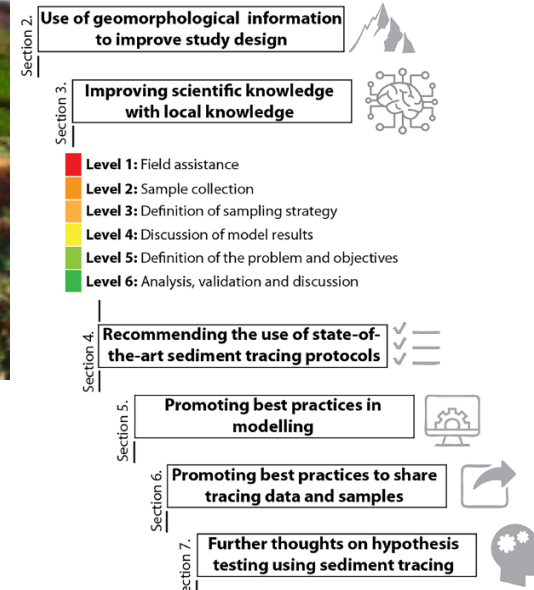 Section 2.
Use of geomorphological information
to improve study design
Section 3.
Improving scientific knowledge
with local knowledge
Level 1: Field assistance
Level 2: Sample collection
Level 3: Definition of sampling strategy
Level 4: Discussion of model results
Level 5: Definition of the problem and objectives
Level 6: Analysis, validation and discussion
Section 4.
Recommending the use of state-of-
the-art sediment tracing protocols
Section 5.
Promoting best practices in
modelling
Section 6.
Promoting best practices to share
tracing data and samples
ection 7.
Further thoughts on hypothesis
testing using sediment tracing